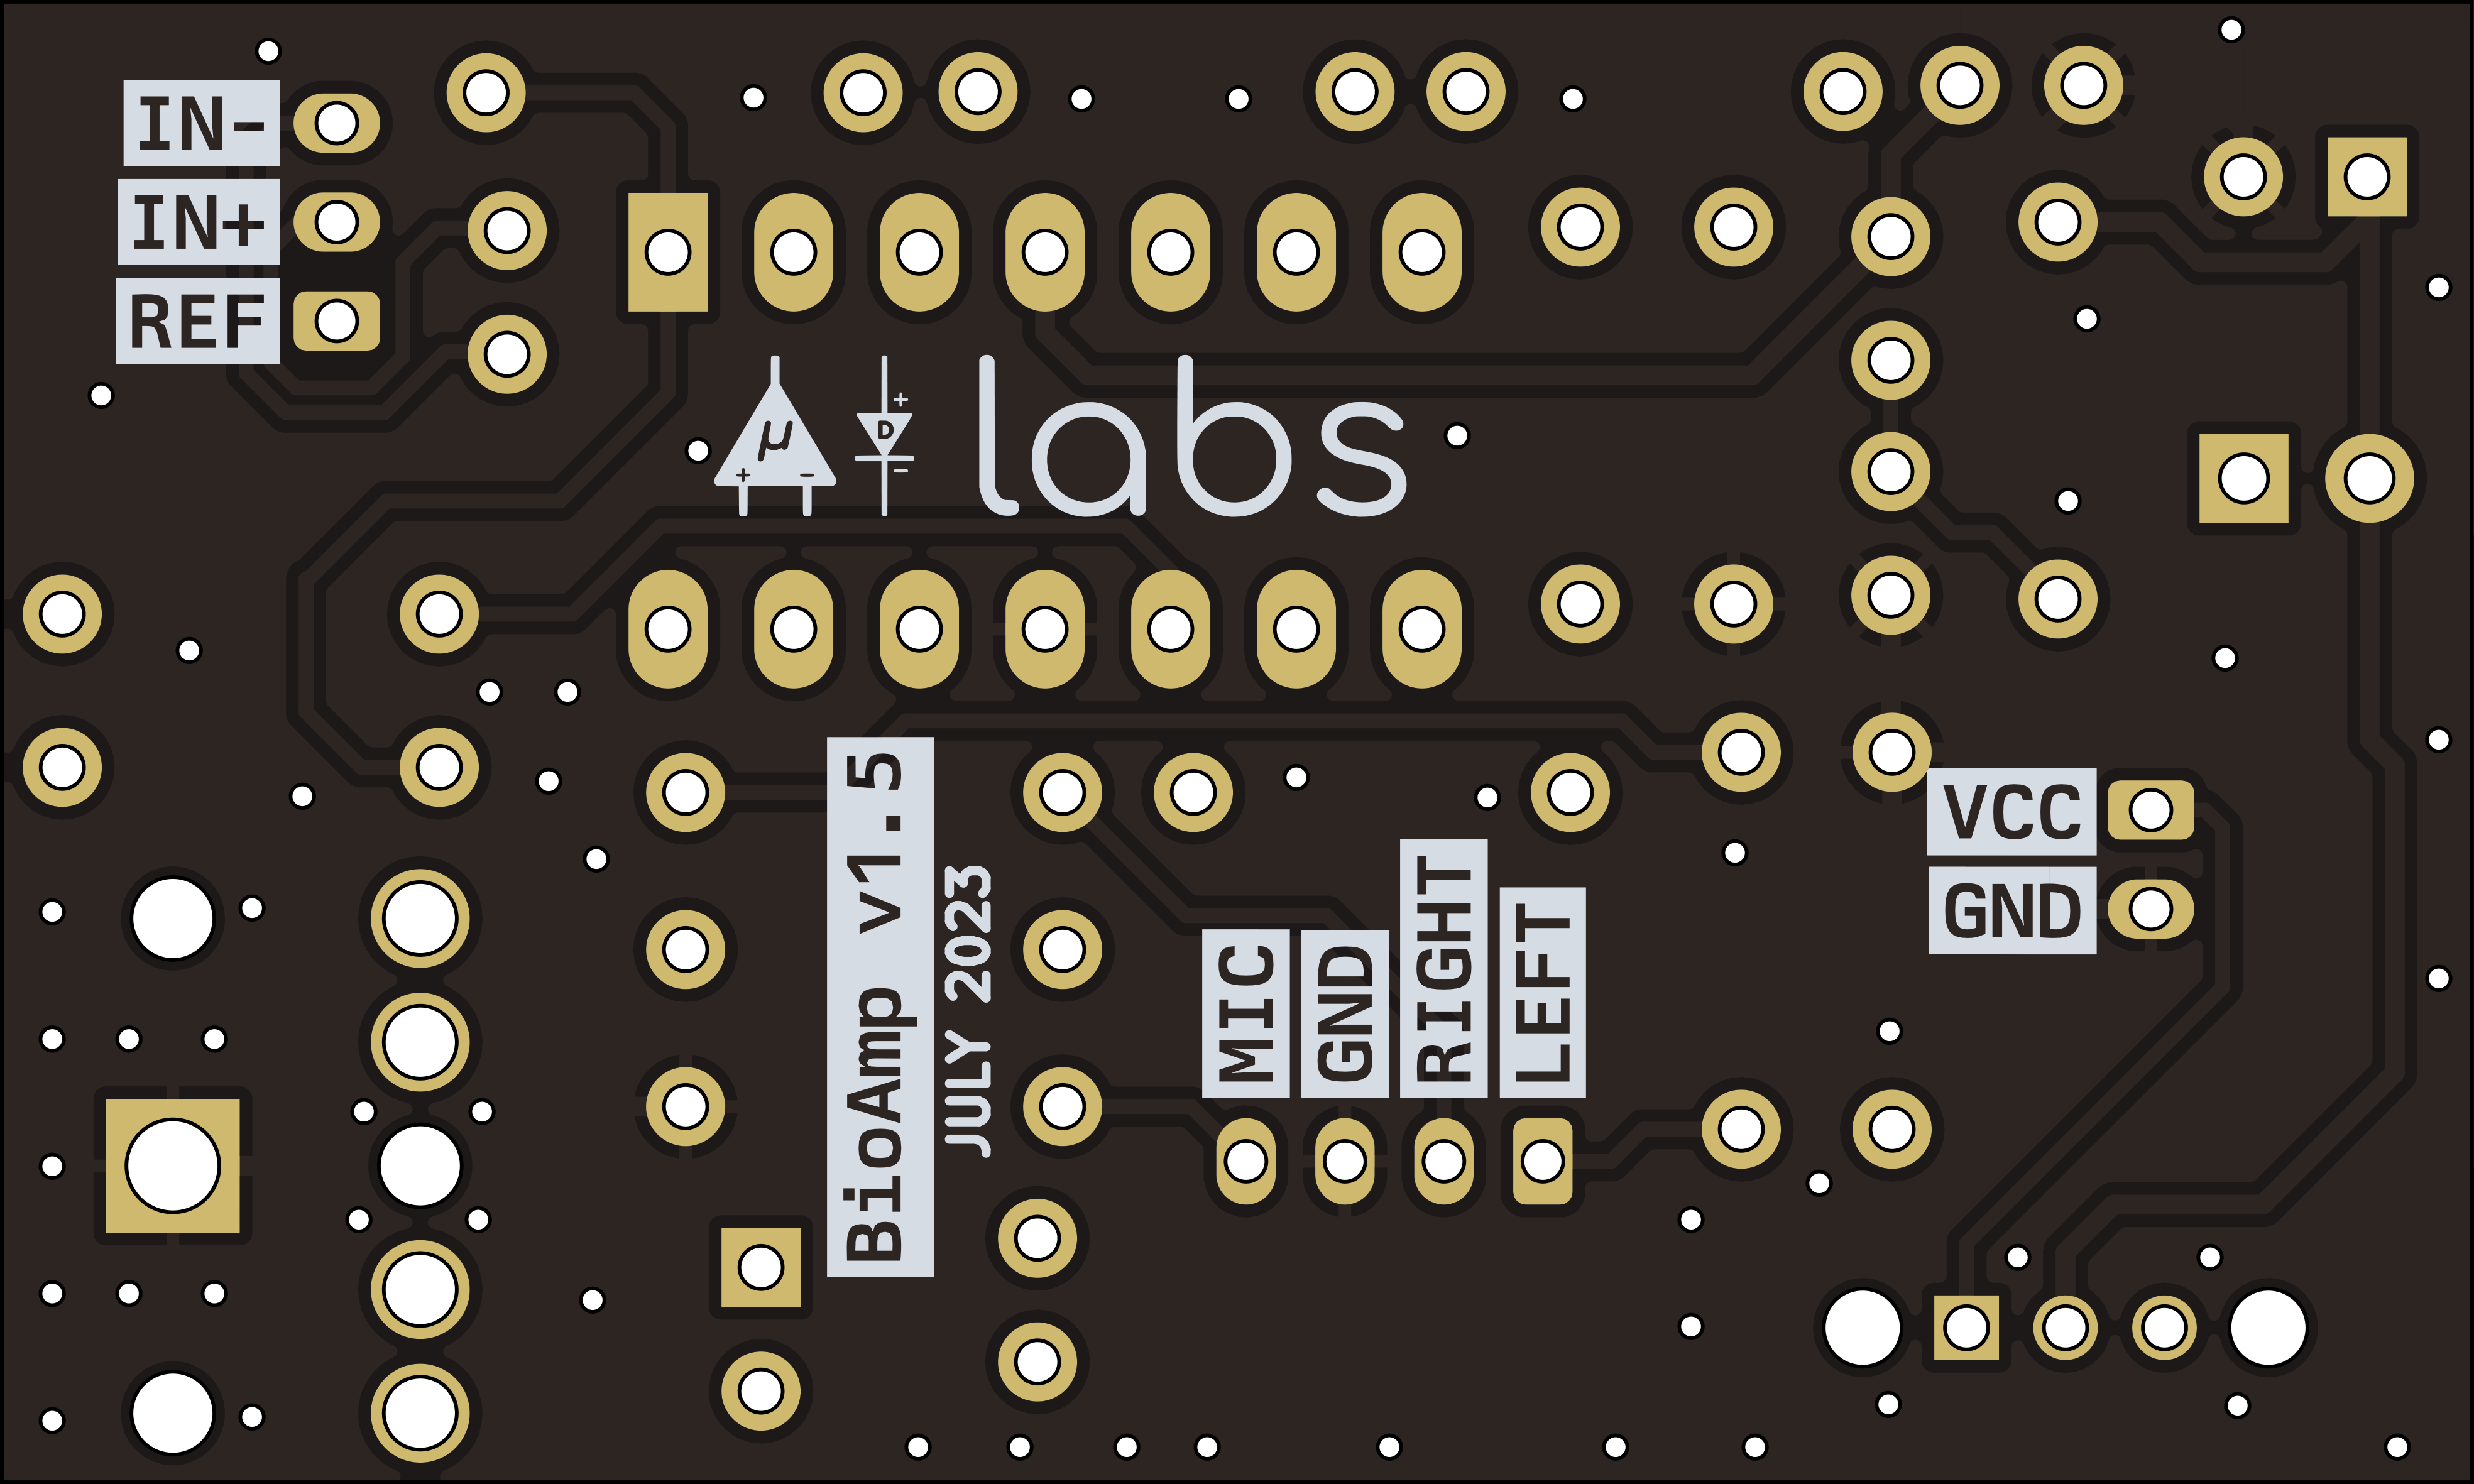 IN-
IN+
REF
μ
+ -
+
D
-
labs
BioAmp v1.5
JULY 2023
MIC
GND
RIGHT
LEFT
VCC
GND